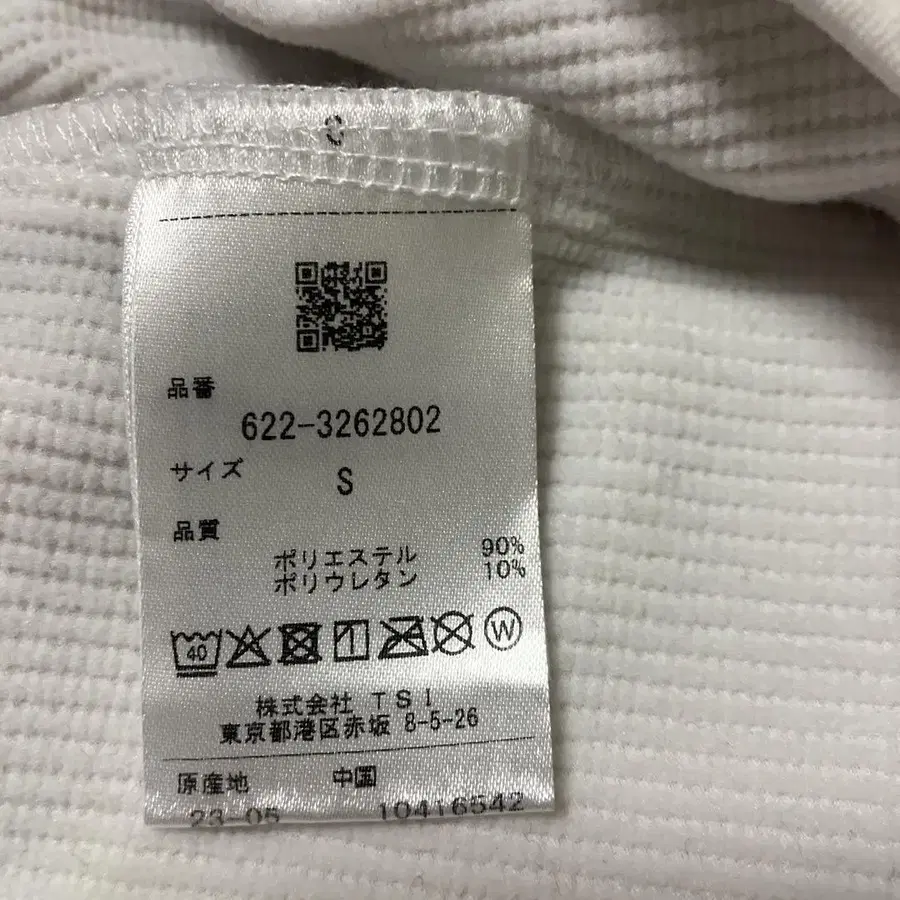 品番
622-3262802
サイズ
S
品質
ポリエステル 90%
ポリウレタン 10%
40 W
株式会社 TSI
東京都港区赤坂 8-5-26
原産地 中国
23-05 10416542